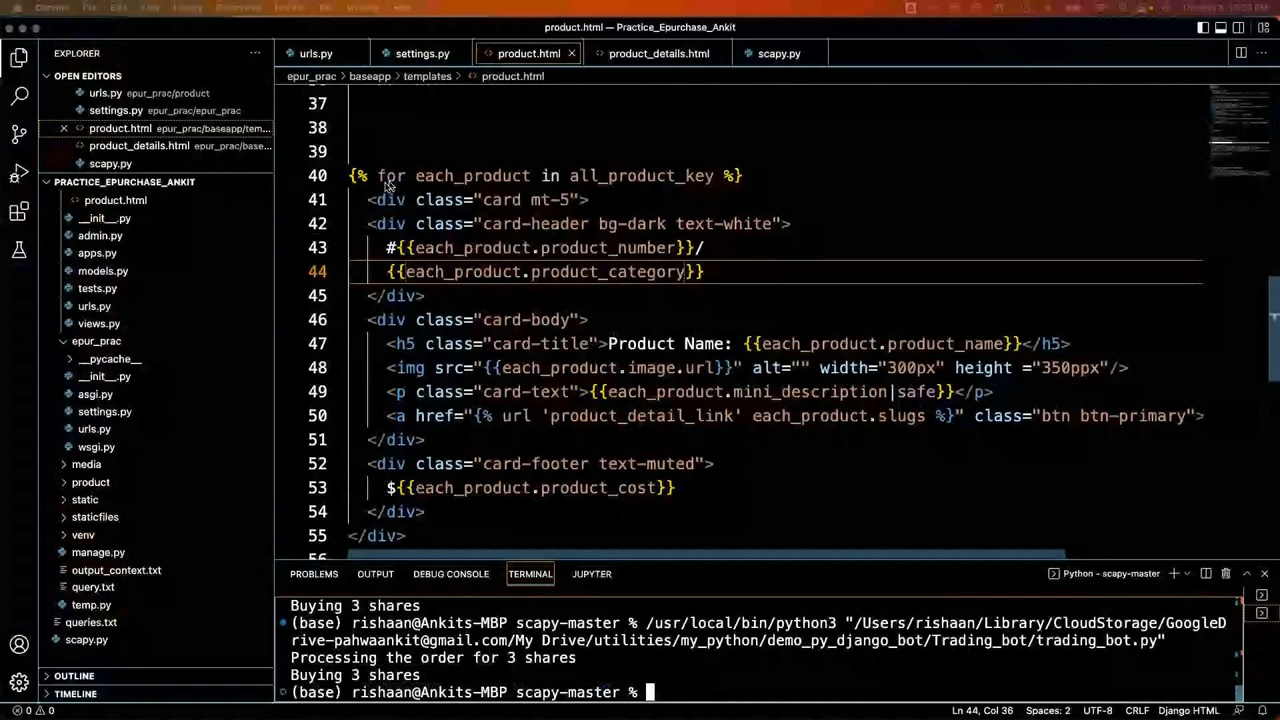 product.html — Practice_Epurchase_Ankit
EXPLORER
urls.py
settings.py
product.html
product_details.html
scapy.py
OPEN EDITORS
epur_prac > baseapp > templates > product.html
urls.py epur_prac/product
settings.py epur_prac/epur_prac
product.html epur_prac/baseapp/tem...
product_details.html epur_prac/base...
scapy.py
PRACTICE_EPURCHASE_ANKIT
product.html
__init__.py
admin.py
apps.py
models.py
tests.py
urls.py
views.py
epur_prac
__pycache__
__init__.py
asgi.py
settings.py
urls.py
wsgi.py
media
product
static
staticfiles
venv
manage.py
output_context.txt
query.txt
temp.py
queries.txt
scapy.py
OUTLINE
TIMELINE
37
38
39
40 {% for each_product in all_product_key %}
41 <div class="card mt-5">
42 <div class="card-header bg-dark text-white">
43 #{{each_product.product_number}}/
44 {{each_product.product_category}}
45 </div>
46 <div class="card-body">
47 <h5 class="card-title">Product Name: {{each_product.product_name}}</h5>
48 <img src="{{each_product.image.url}}" alt="" width="300px" height ="350ppx"/>
49 <p class="card-text">{{each_product.mini_description|safe}}</p>
50 <a href="{% url 'product_detail_link' each_product.slugs %}" class="btn btn-primary">
51 </div>
52 <div class="card-footer text-muted">
53 ${{each_product.product_cost}}
54 </div>
55 </div>
56
PROBLEMS OUTPUT DEBUG CONSOLE TERMINAL JUPYTER
Python - scapy-master
Buying 3 shares
(base) rishaan@Ankits-MBP scapy-master % /usr/local/bin/python3 "/Users/rishaan/Library/CloudStorage/GoogleD
rive-pahwaankit@gmail.com/My Drive/utilities/my_python/demo_py_django_bot/Trading_bot/trading_bot.py"
Processing the order for 3 shares
Buying 3 shares
(base) rishaan@Ankits-MBP scapy-master %
Ln 44, Col 36 Spaces: 2 UTF-8 CRLF Django HTML
0 0